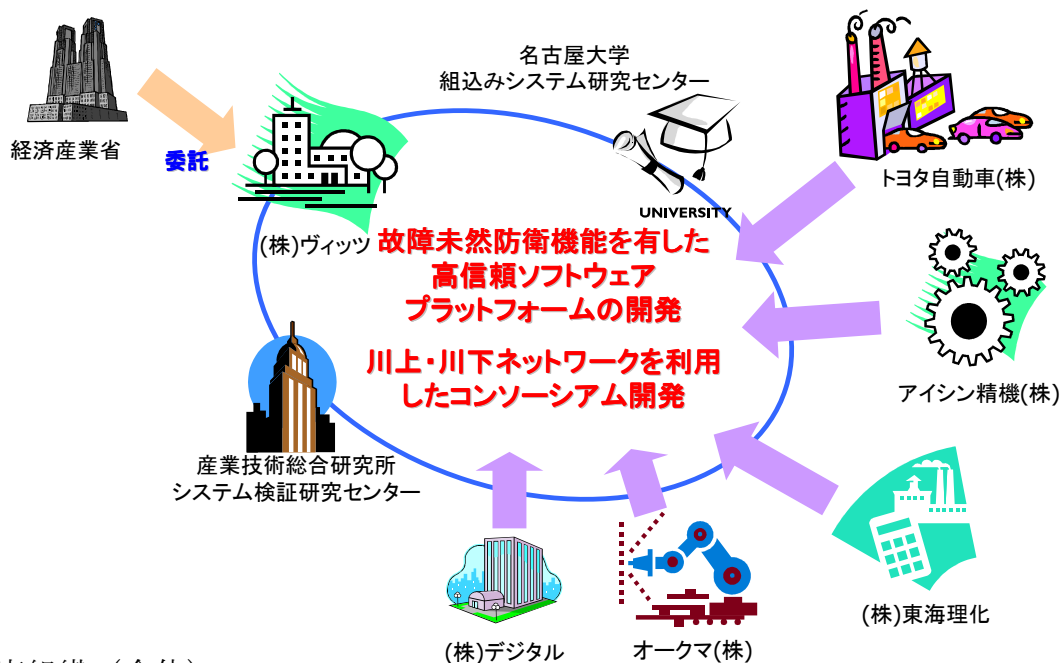 名古屋大学
組込みシステム研究センター
経済産業省
委託
トヨタ自動車(株)
UNIVERSITY
(株)ヴィッツ
故障未然防衛機能を有した
高信頼ソフトウェア
プラットフォームの開発
川上・川下ネットワークを利用
したコンソーシアム開発
アイシン精機(株)
産業技術総合研究所
システム検証研究センター
(株)東海理化
(株)デジタル
オークマ(株)